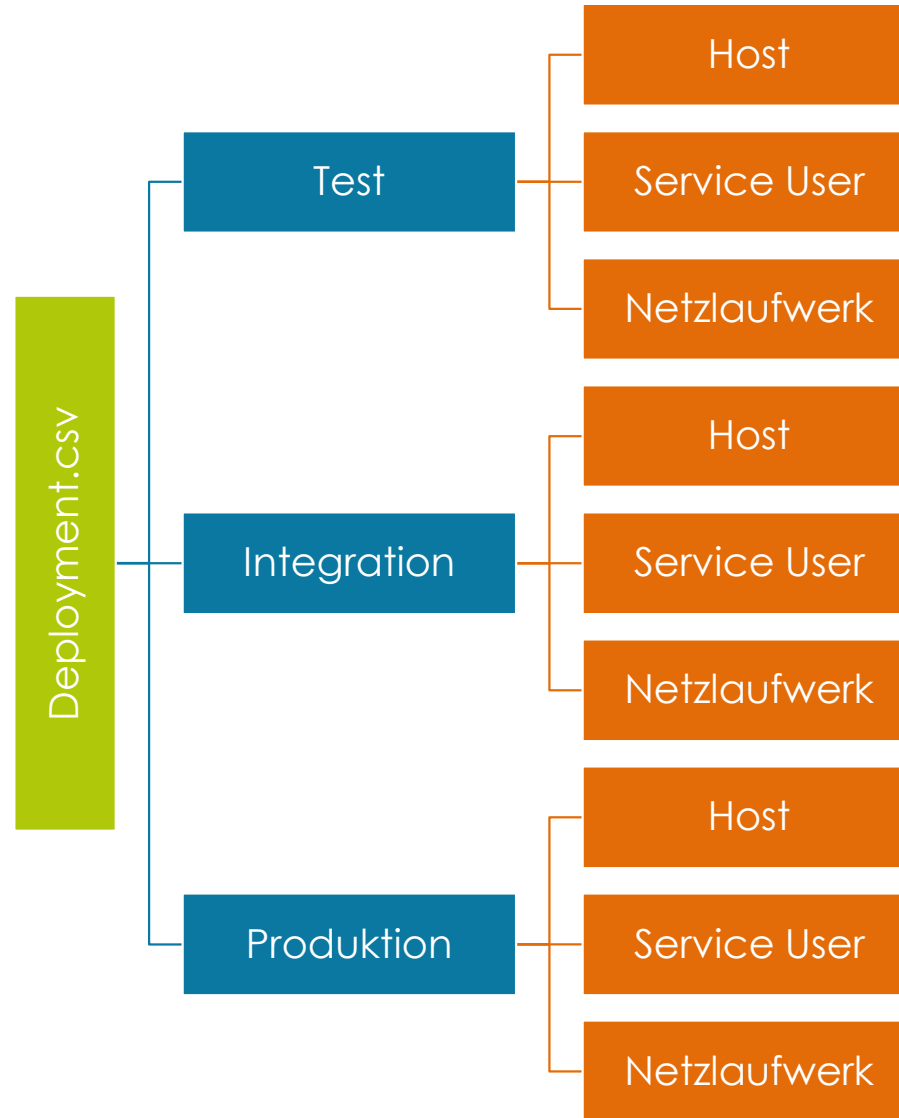 Deployment.csv
Test
Host
Service User
Netzlaufwerk
Integration
Host
Service User
Netzlaufwerk
Produktion
Host
Service User
Netzlaufwerk